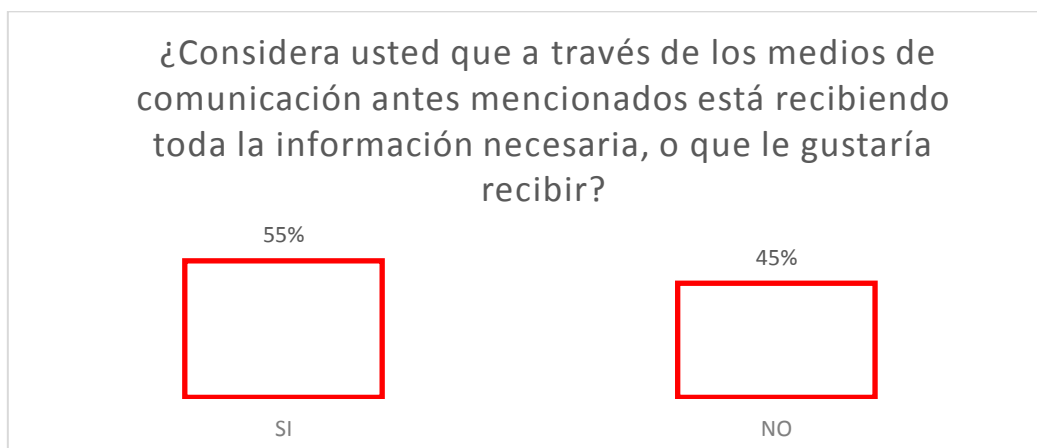 ¿Considera usted que a través de los medios de
comunicación antes mencionados está recibiendo
toda la información necesaria, o que le gustaría
recibir?
55%
45%
SI
NO